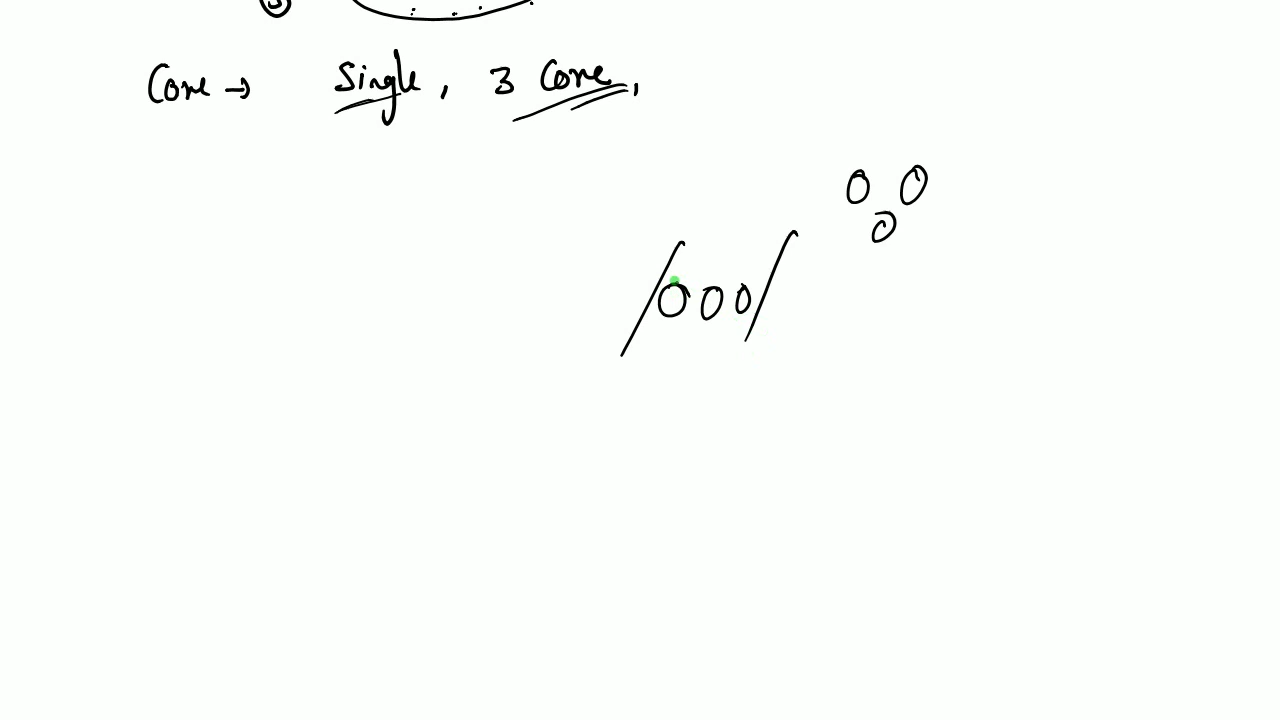 Core → Single, 3 Core,